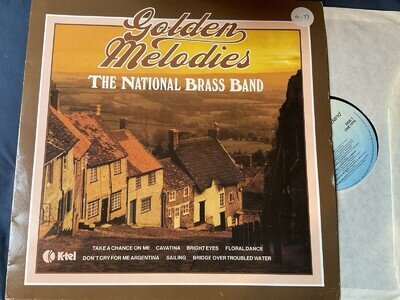 Golden
Melodies
THE NATIONAL BRASS BAND
TAKE A CHANCE ON ME CAVATINA BRIGHT EYES FLORAL DANCE
DON'T CRY FOR ME ARGENTINA SAILING BRIDGE OVER TROUBLED WATER
K-tel